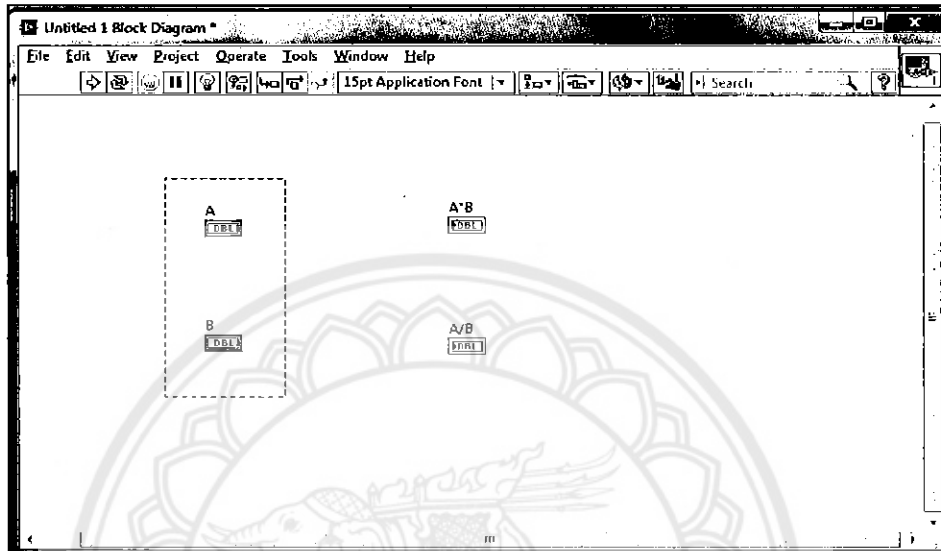 Untitled 1 Block Diagram *
File Edit View Project Operate Tools Window Help
15pt Application Font Search ?
A A*B
DBL DBL
B A/B
DBL DBL